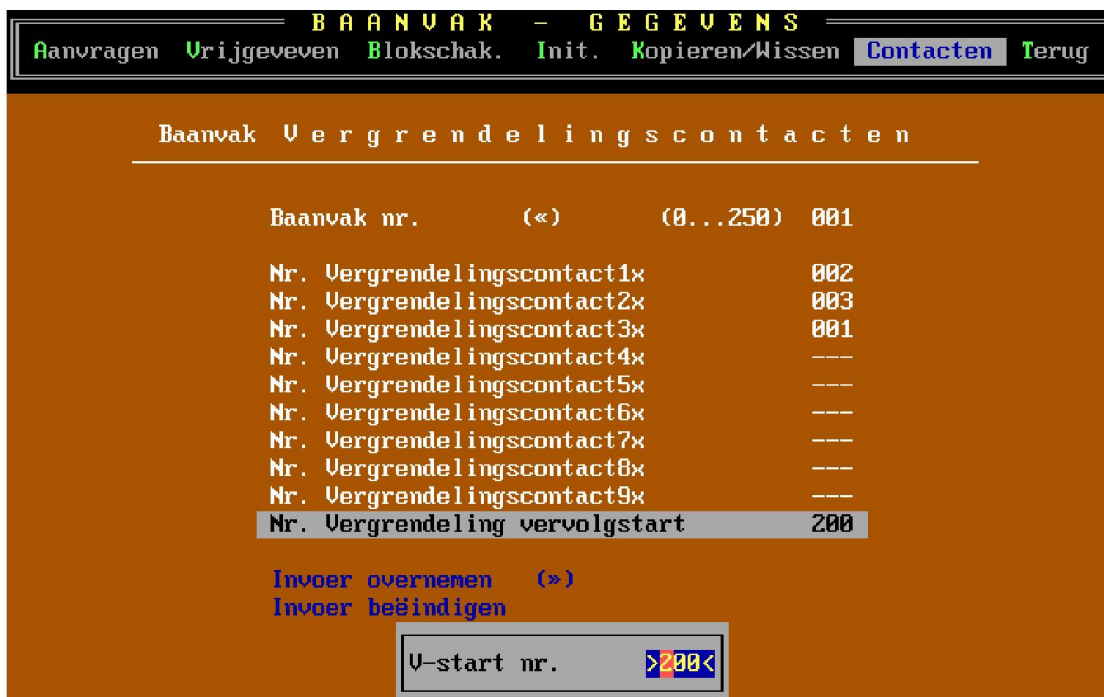 B A A N V A K - G E G E V E N S
Aanvragen Vrijgeveven Blokschak. Init. Kopieren/Wissen Contacten Terug
Baanvak V e r g r e n d e l i n g s c o n t a c t e n
Baanvak nr. («) (0...250) 001
Nr. Vergrendelingscontact1x 002
Nr. Vergrendelingscontact2x 003
Nr. Vergrendelingscontact3x 001
Nr. Vergrendelingscontact4x ---
Nr. Vergrendelingscontact5x ---
Nr. Vergrendelingscontact6x ---
Nr. Vergrendelingscontact7x ---
Nr. Vergrendelingscontact8x ---
Nr. Vergrendelingscontact9x ---
Nr. Vergrendeling vervolgstart 200
Invoer overnemen (»)
Invoer beëindigen
V-start nr. >200<